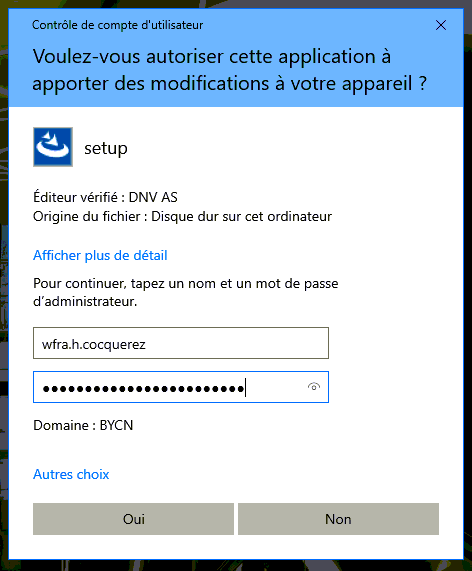 Contrôle de compte d'utilisateur
Voulez-vous autoriser cette application à
apporter des modifications à votre appareil ?
setup
Éditeur vérifié : DNV AS
Origine du fichier : Disque dur sur cet ordinateur
Afficher plus de détail
Pour continuer, tapez un nom et un mot de passe
d'administrateur.
wfra.h.cocquerez
••••••••••••••••••••••••
Domaine : BYCN
Autres choix
Oui
Non